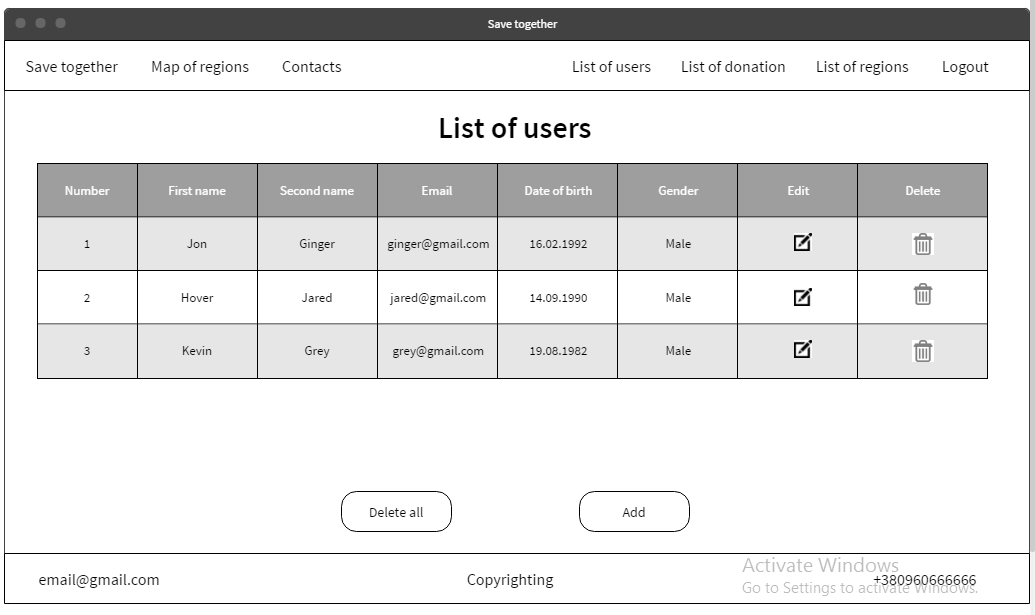 Save together
Save together Map of regions Contacts List of users List of donation List of regions Logout
List of users
Number First name Second name Email Date of birth Gender Edit Delete
1 Jon Ginger ginger@gmail.com 16.02.1992 Male
2 Hover Jared jared@gmail.com 14.09.1990 Male
3 Kevin Grey grey@gmail.com 19.08.1982 Male
Delete all Add
Activate Windows
email@gmail.com Copyrighting +380960666666
Go to Settings to activate Windows.